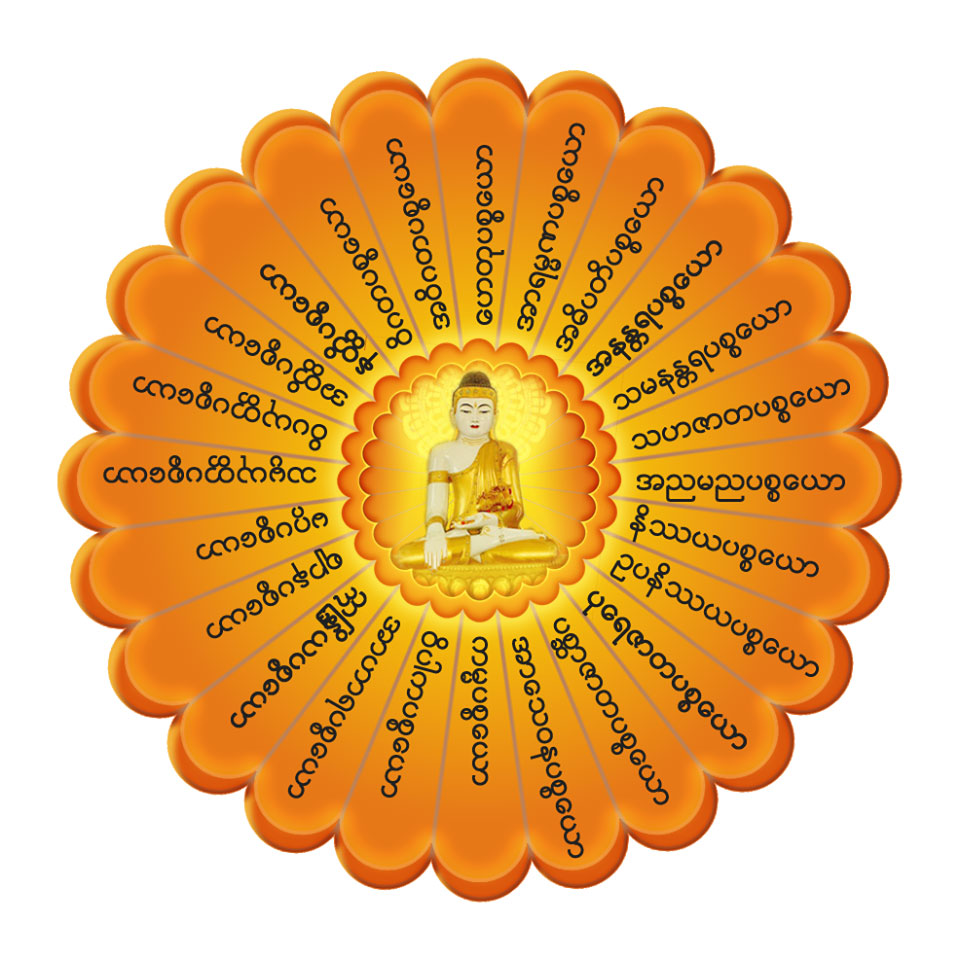 ဟေတုပစ္စယော
အာရမ္မဏပစ္စယော
အဓိပတိပစ္စယော
အနန္တရပစ္စယော
သမနန္တရပစ္စယော
သဟဇာတပစ္စယော
အညမညပစ္စယော
နိဿယပစ္စယော
ဥပနိဿယပစ္စယော
ပုရေဇာတပစ္စယော
ပစ္ဆာဇာတပစ္စယော
အာသေဝနပစ္စယော
ကမ္မပစ္စယော
ဝိပါကပစ္စယော
အာဟာရပစ္စယော
ဣန္ဒြိယပစ္စယော
ဈာနပစ္စယော
မဂ္ဂပစ္စယော
သမ္ပယုတ္တပစ္စယော
ဝိပ္ပယုတ္တပစ္စယော
အတ္ထိပစ္စယော
နတ္ထိပစ္စယော
ဝိဂတပစ္စယော
အဝိဂတပစ္စယော